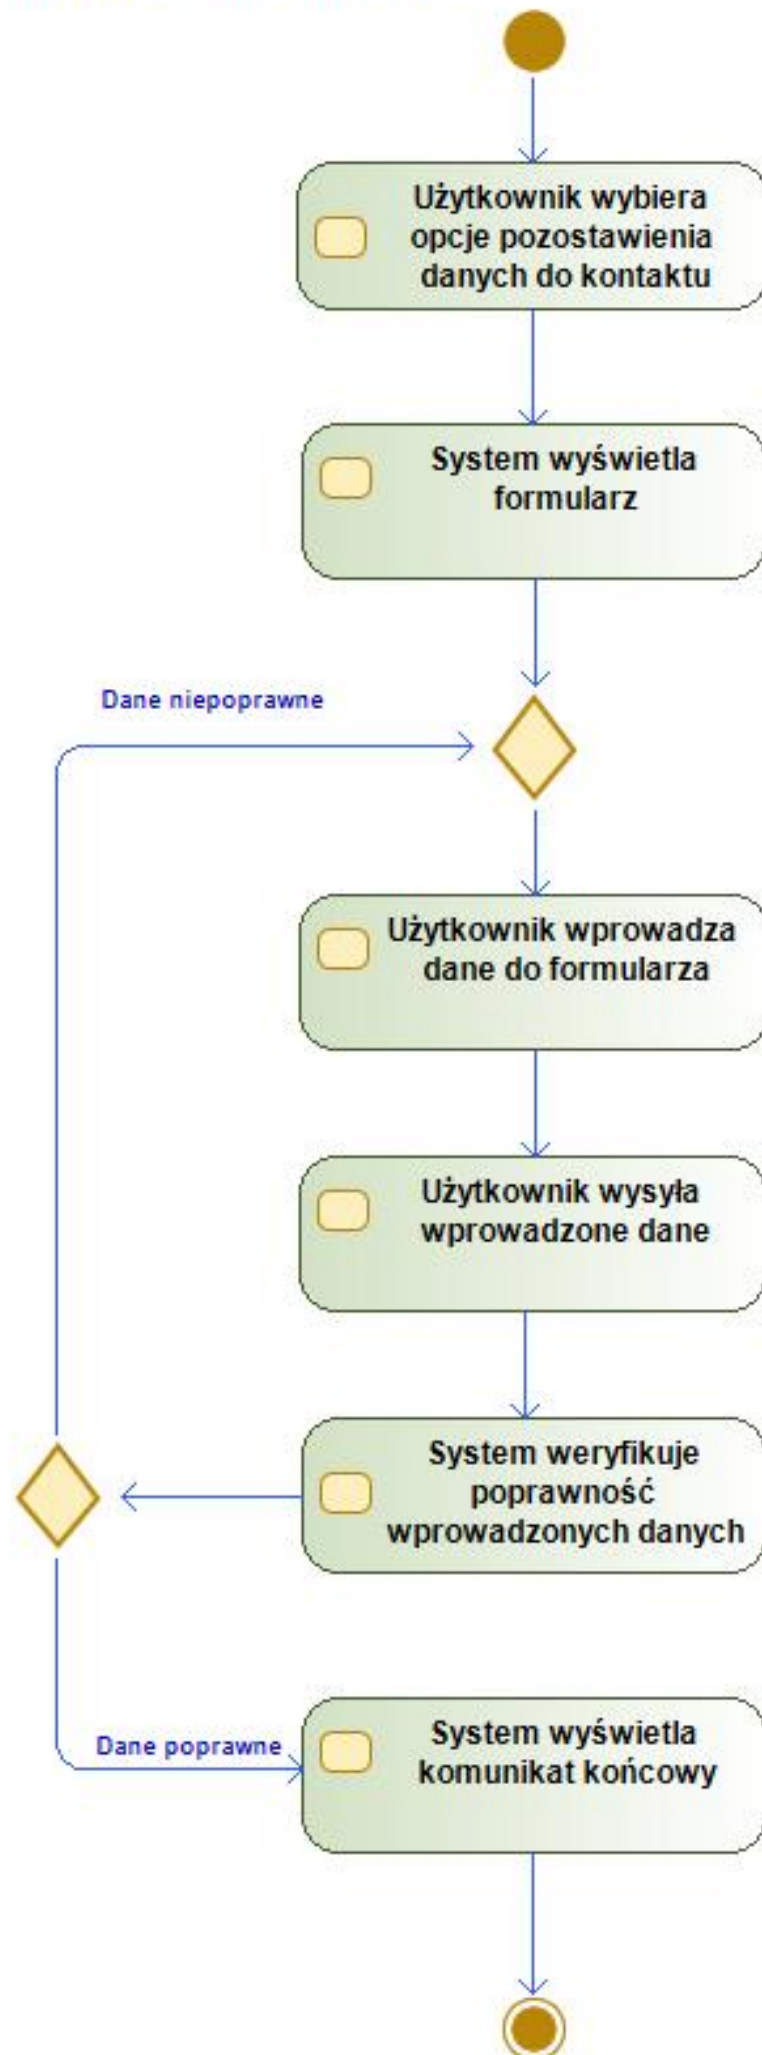 Użytkownik wybiera
opcje pozostawienia
danych do kontaktu
System wyświetla
formularz
Dane niepoprawne
Użytkownik wprowadza
dane do formularza
Użytkownik wysyła
wprowadzone dane
System weryfikuje
poprawność
wprowadzonych danych
Dane poprawne
System wyświetla
komunikat końcowy